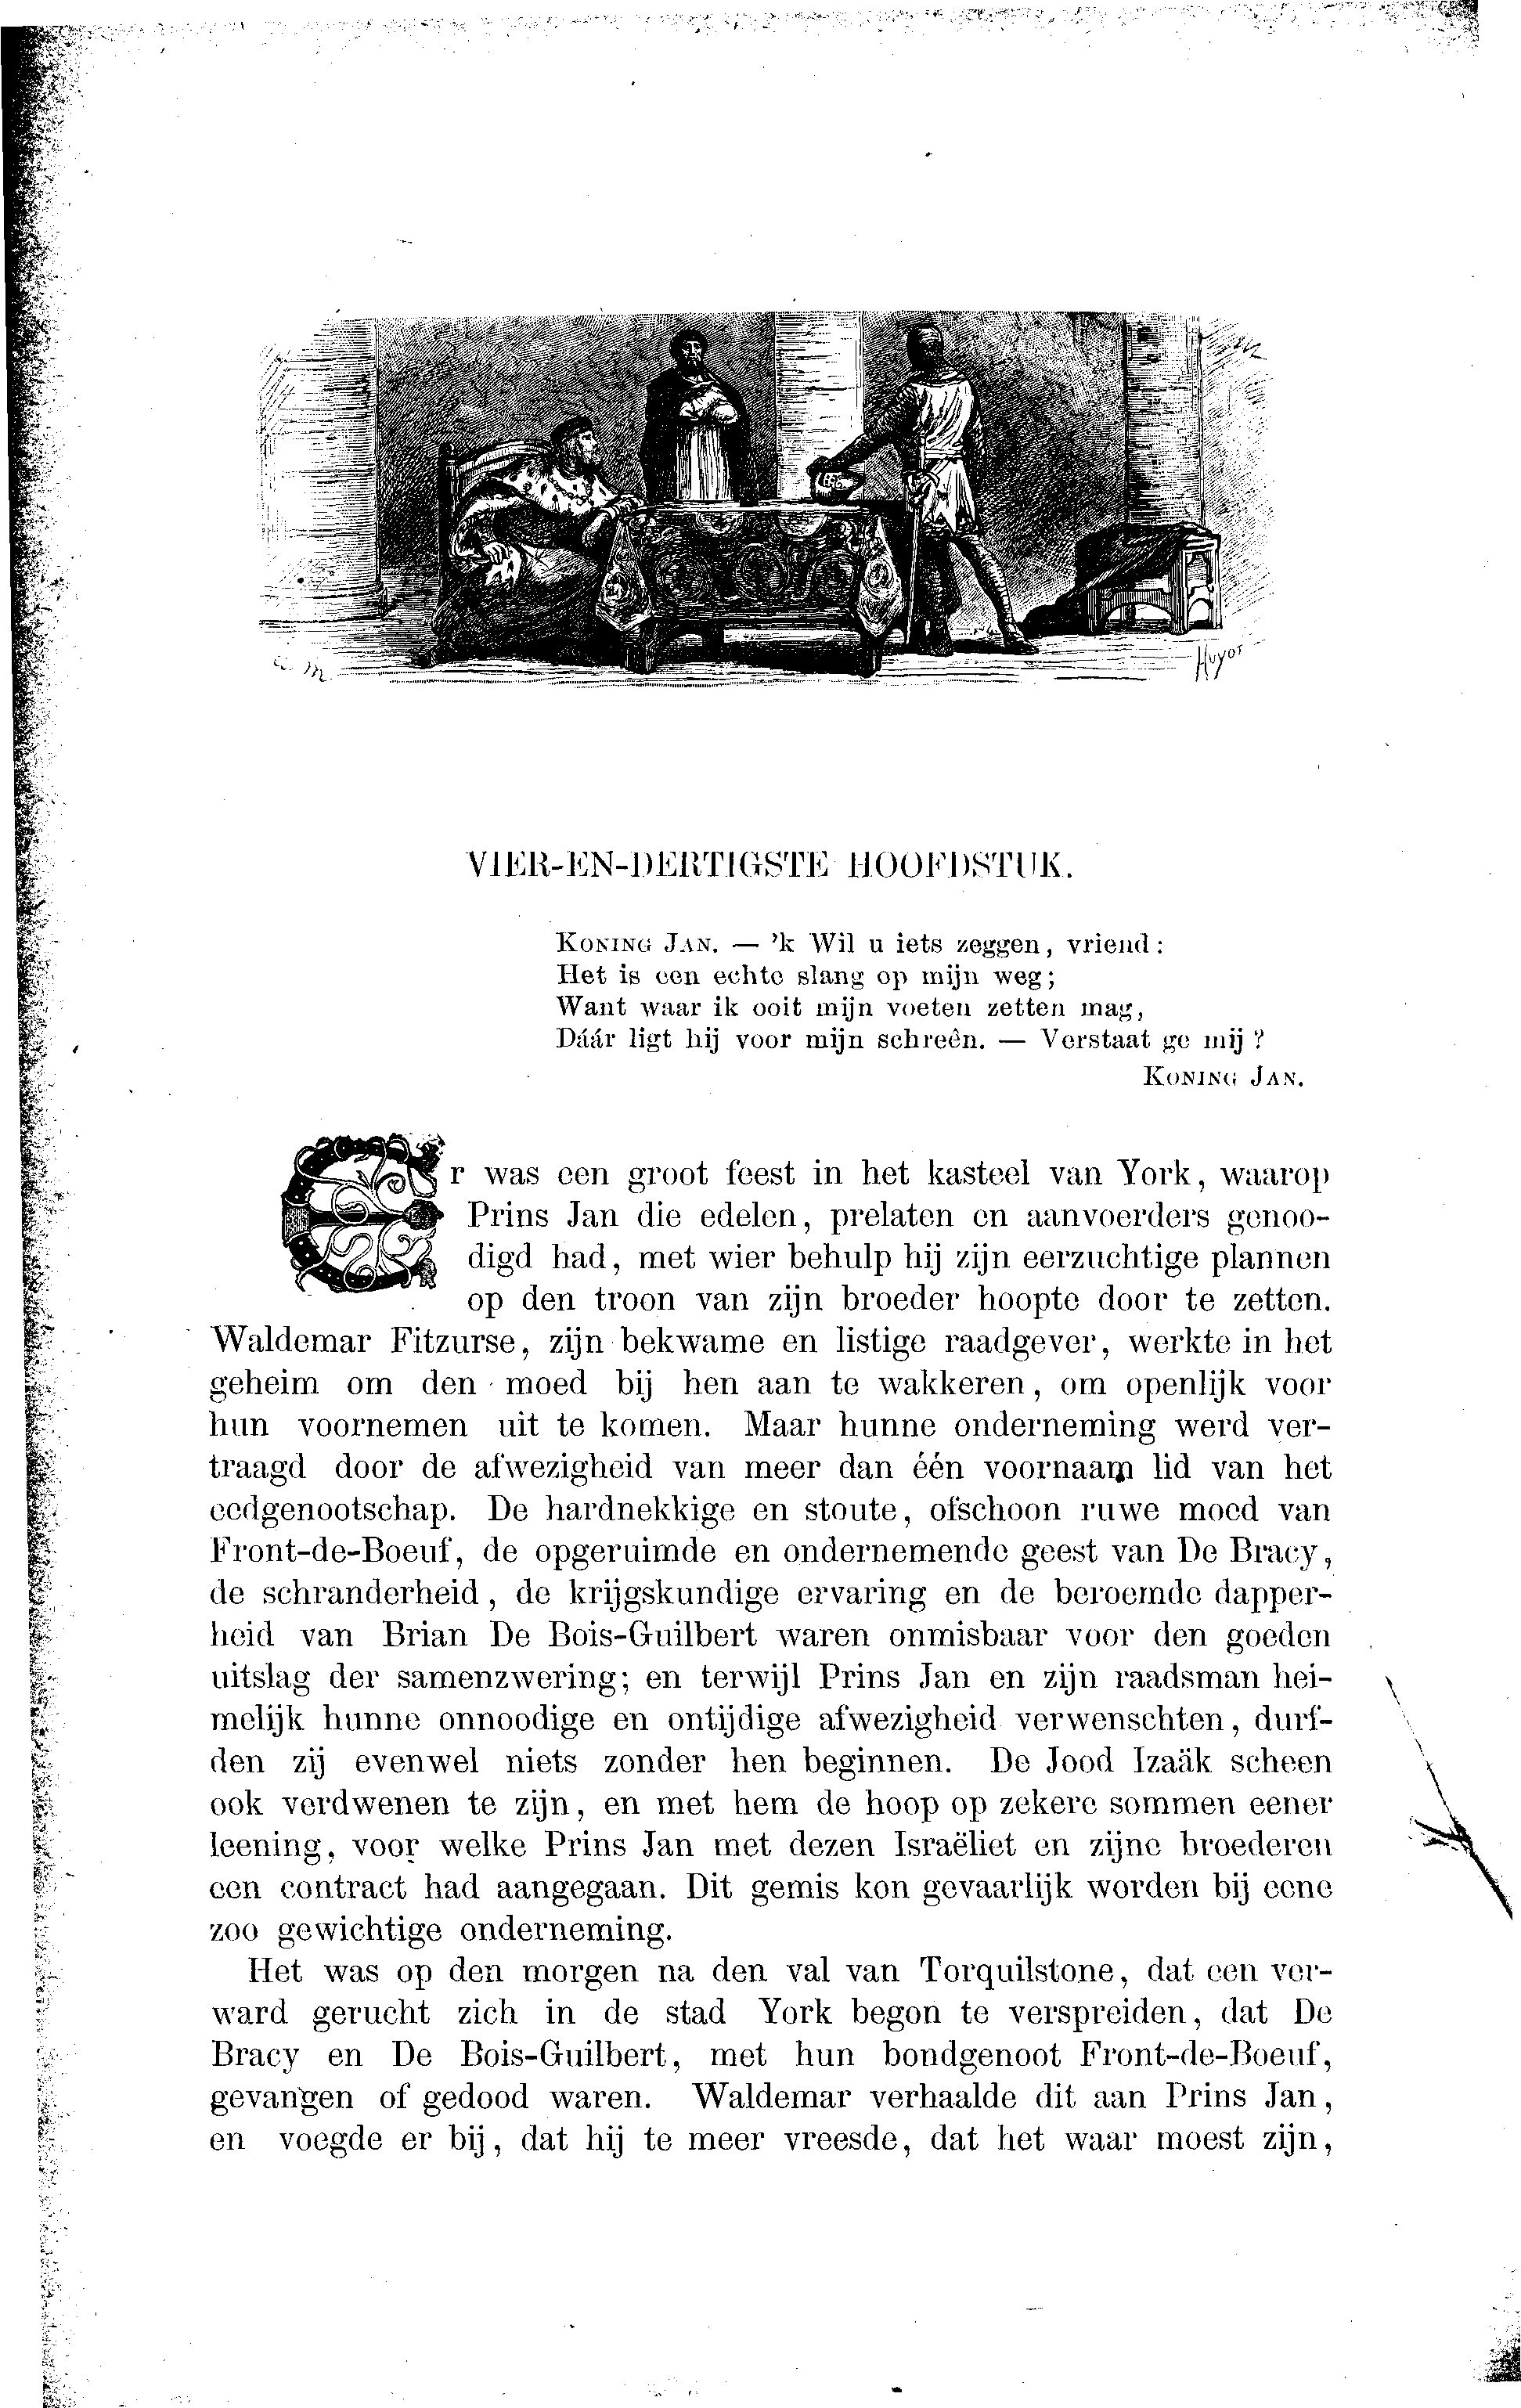 VIER-EN-DERTIGSTE HOOFDSTUK.
KONING JAN. — 'k Wil u iets zeggen, vriend:
Het is een echte slang op mijn weg;
Want waar ik ooit mijn voeten zetten mag,
Dáár ligt hij voor mijn schreên. — Verstaat ge mij?
KONING JAN.
Er was een groot feest in het kasteel van York, waarop
Prins Jan die edelen, prelaten en aanvoerders genoo-
digd had, met wier behulp hij zijn eerzuchtige plannen
op den troon van zijn broeder hoopte door te zetten.
Waldemar Fitzurse, zijn bekwame en listige raadgever, werkte in het
geheim om den moed bij hen aan te wakkeren, om openlijk voor
hun voornemen uit te komen. Maar hunne onderneming werd ver-
traagd door de afwezigheid van meer dan één voornaam lid van het
eedgenootschap. De hardnekkige en stoute, ofschoon ruwe moed van
Front-de-Boeuf, de opgeruimde en ondernemende geest van De Bracy,
de schranderheid, de krijgskundige ervaring en de beroemde dapper-
heid van Brian De Bois-Guilbert waren onmisbaar voor den goeden
uitslag der samenzwering; en terwijl Prins Jan en zijn raadsman hei-
melijk hunne onnoodige en ontijdige afwezigheid verwenschten, durf-
den zij evenwel niets zonder hen beginnen. De Jood Izaäk scheen
ook verdwenen te zijn, en met hem de hoop op zekere sommen eener
leening, voor welke Prins Jan met dezen Israëliet en zijne broederen
een contract had aangegaan. Dit gemis kon gevaarlijk worden bij eene
zoo gewichtige onderneming.
Het was op den morgen na den val van Torquilstone, dat een ver-
ward gerucht zich in de stad York begon te verspreiden, dat De
Bracy en De Bois-Guilbert, met hun bondgenoot Front-de-Boeuf,
gevangen of gedood waren. Waldemar verhaalde dit aan Prins Jan,
en voegde er bij, dat hij te meer vreesde, dat het waar moest zijn,